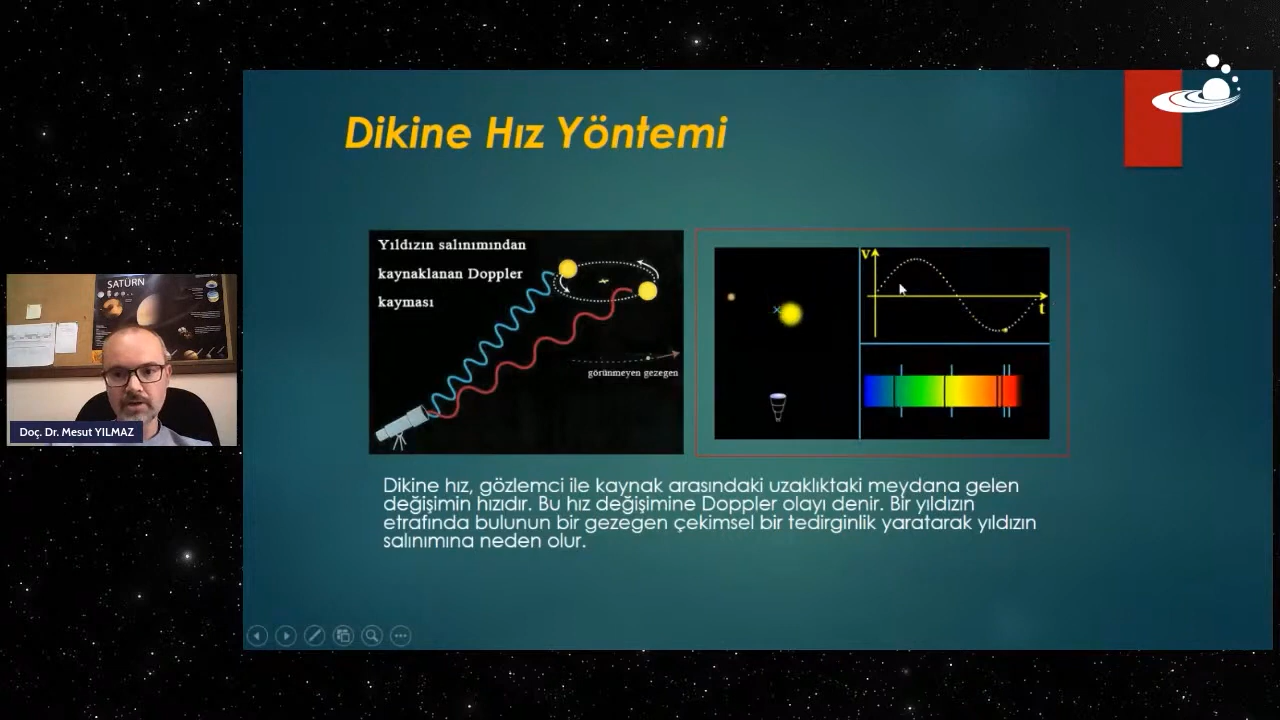 Dikine Hız Yöntemi
Yıldızın salınımından
kaynaklanan Doppler
kayması
görünmeyen gezegen
V
t
SATÜRN
Doç. Dr. Mesut YILMAZ
Dikine hız, gözlemci ile kaynak arasındaki uzaklıktaki meydana gelen
değişimin hızıdır. Bu hız değişimine Doppler olayı denir. Bir yıldızın
etrafında bulunun bir gezegen çekimsel bir tedirginlik yaratarak yıldızın
salınımına neden olur.